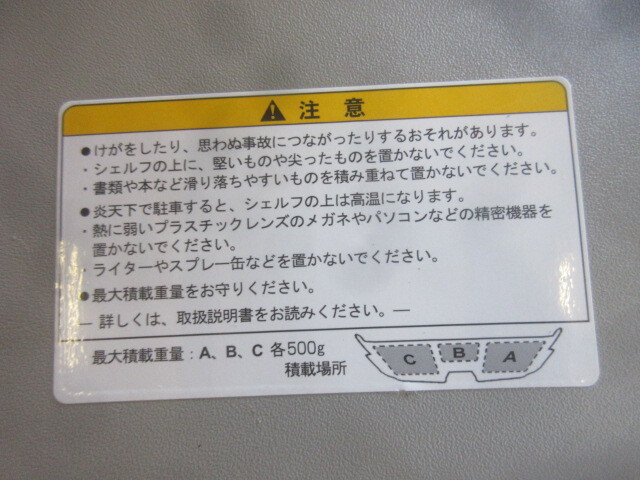 注意
●けがをしたり、思わぬ事故につながったりするおそれがあります。
・シェルフの上に、堅いものや尖ったものを置かないでください。
・書類や本など滑り落ちやすいものを積み重ねて置かないでください。
●炎天下で駐車すると、シェルフの上は高温になります。
・熱に弱いプラスチックレンズのメガネやパソコンなどの精密機器を
置かないでください。
・ライターやスプレー缶などを置かないでください。
●最大積載重量をお守りください。
— 詳しくは、取扱説明書をお読みください。—
最大積載重量：A、B、C 各500g
積載場所
C B A